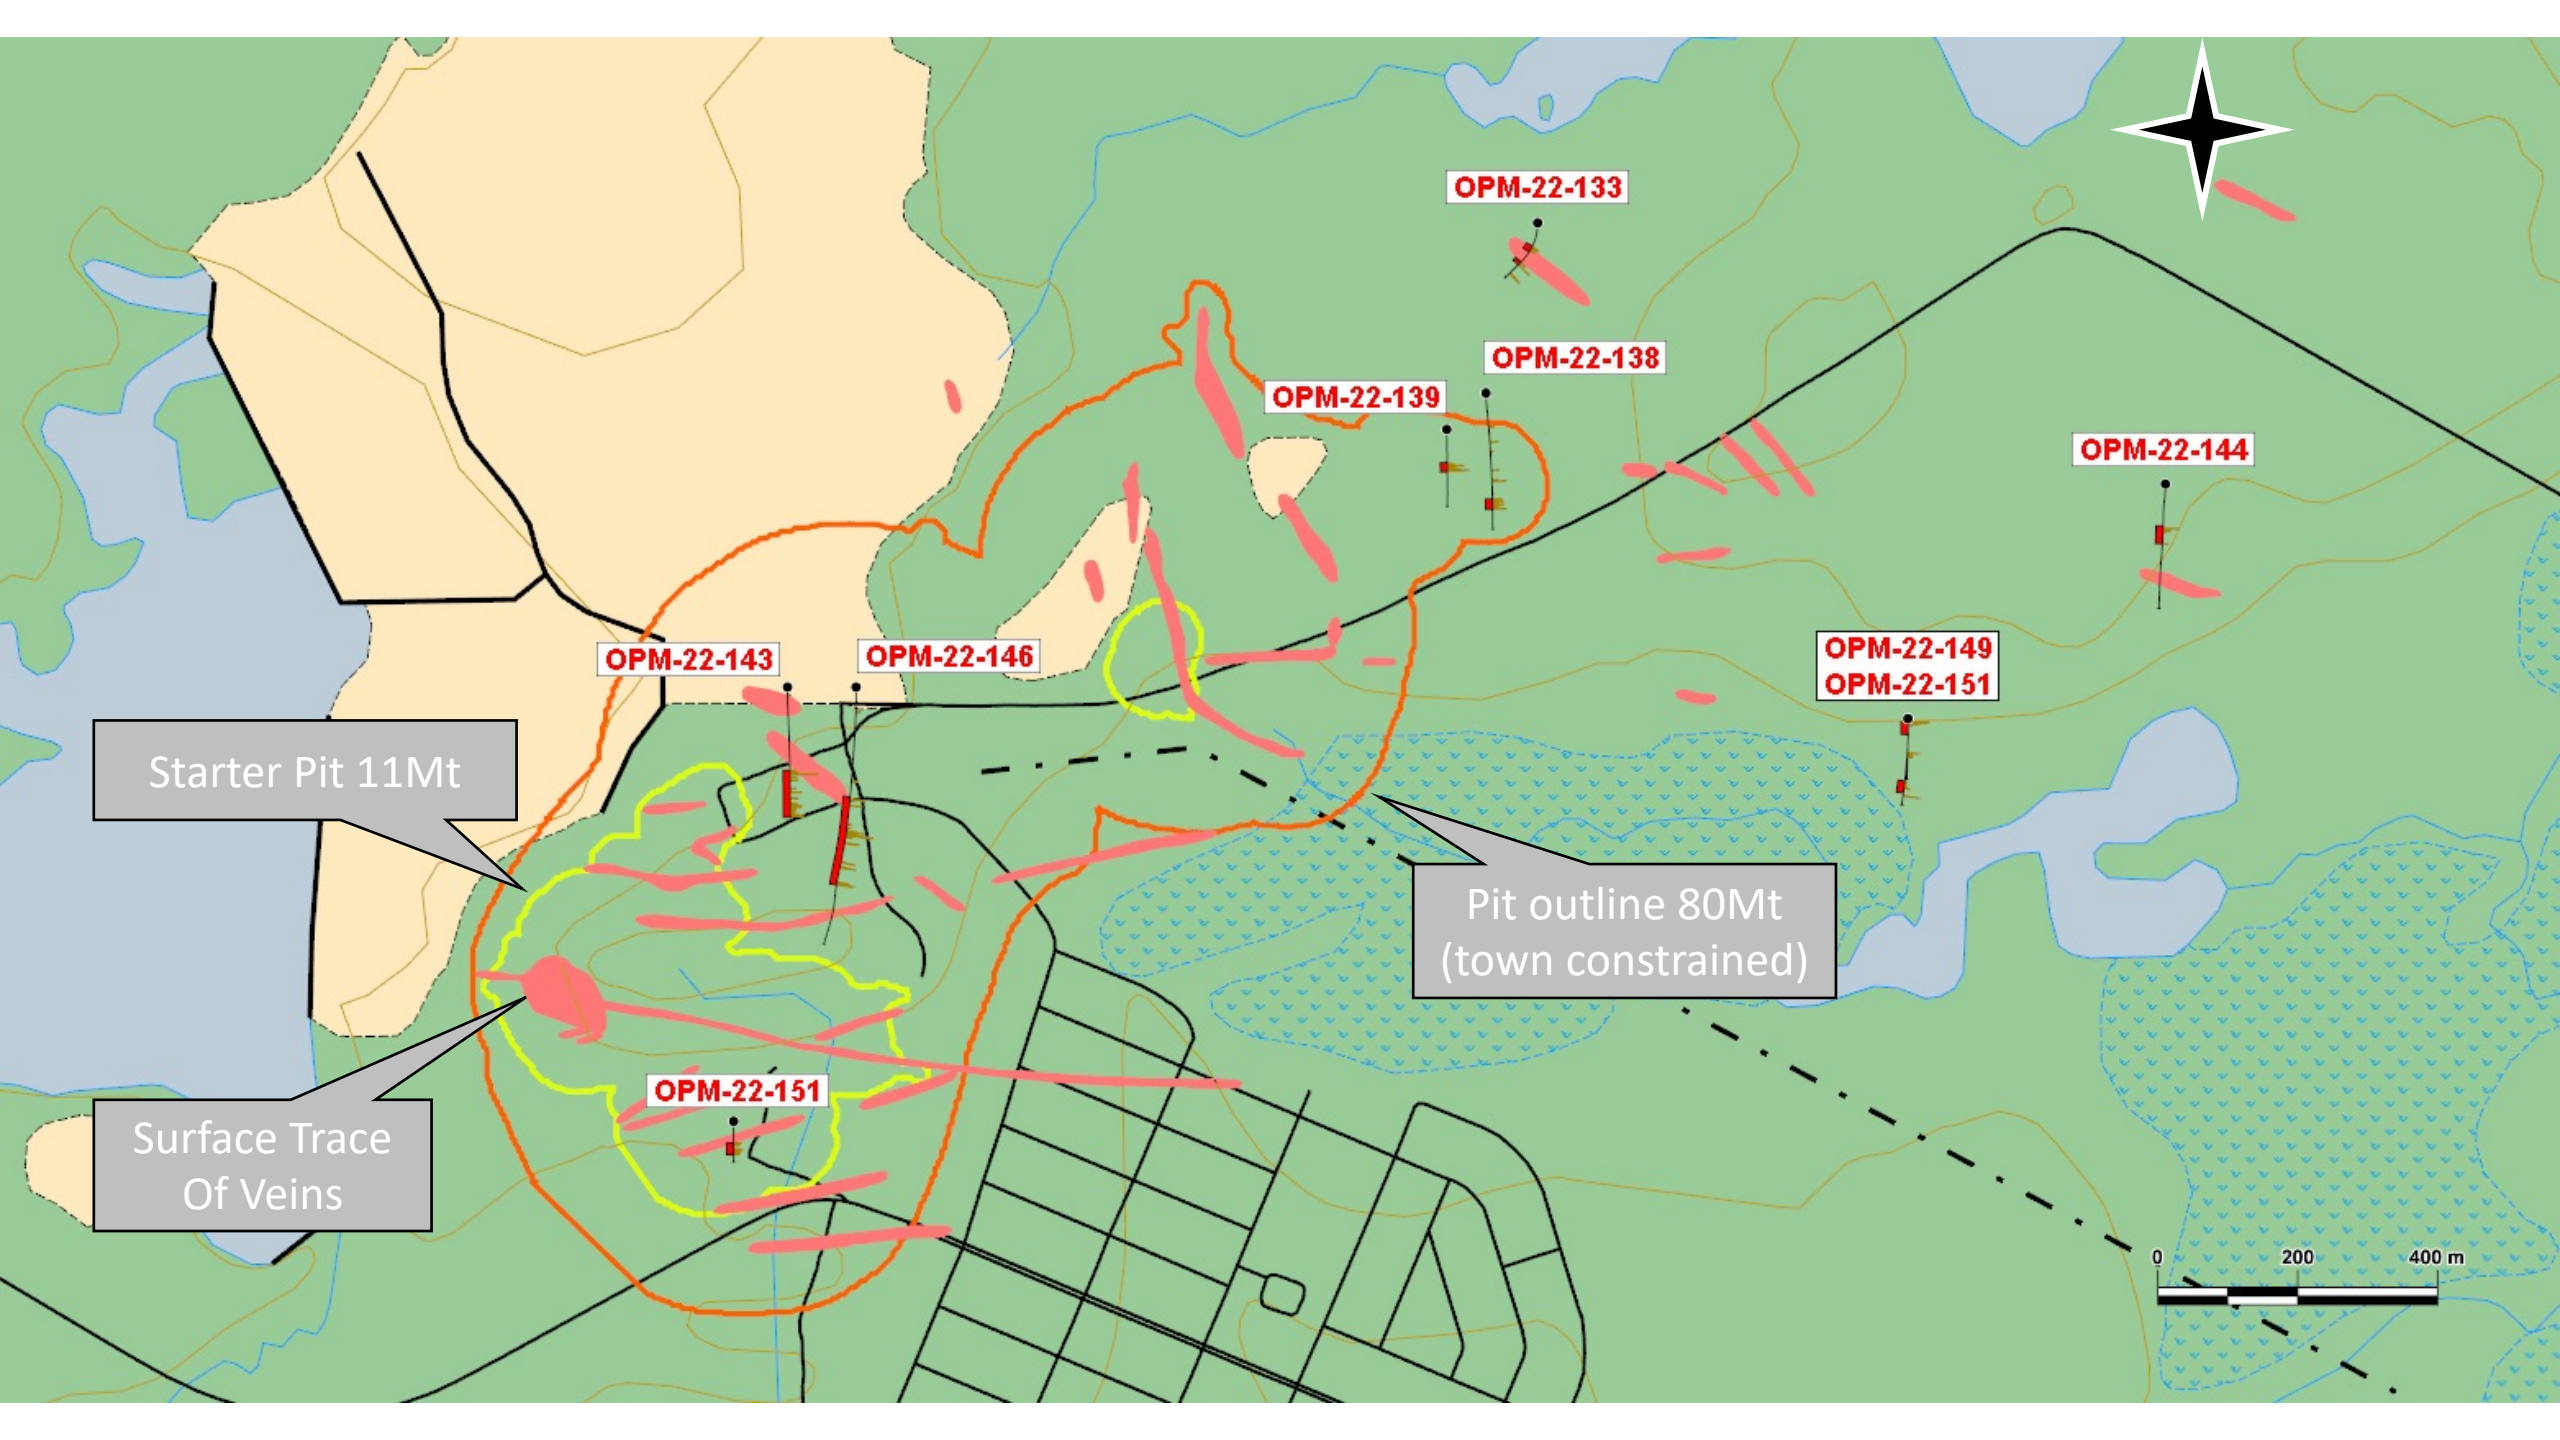 OPM-22-133
OPM-22-138
OPM-22-139
OPM-22-144
OPM-22-143
OPM-22-146
OPM-22-149
OPM-22-151
Starter Pit 11Mt
Pit outline 80Mt
(town constrained)
Surface Trace
Of Veins
OPM-22-151
0 200 400 m